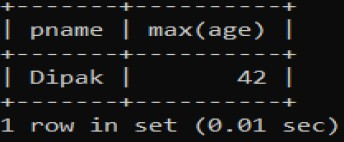 +-------+----------+
| pname | max(age) |
+-------+----------+
| Dipak |       42 |
+-------+----------+
1 row in set (0.01 sec)